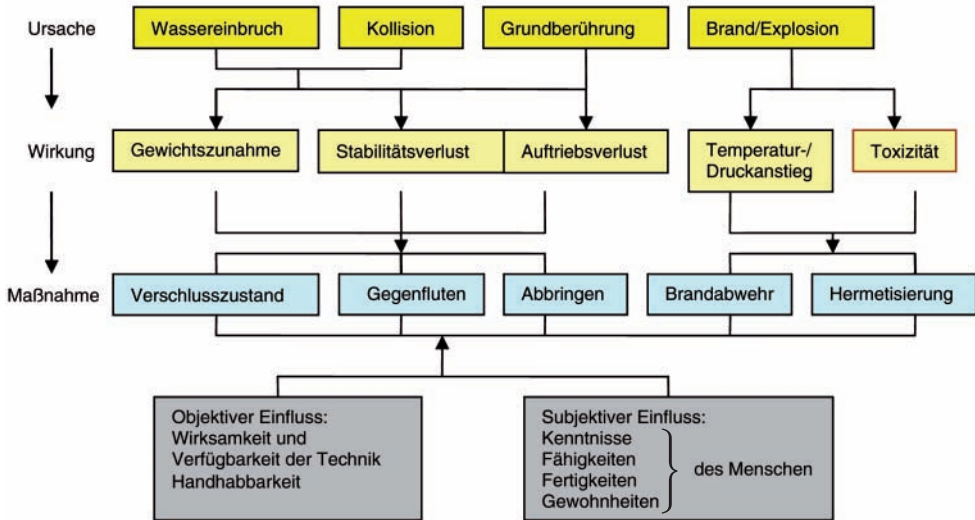 Ursache
Wassereinbruch
Kollision
Grundberührung
Brand/Explosion
Wirkung
Gewichtszunahme
Stabilitätsverlust
Auftriebsverlust
Temperatur-/
Druckanstieg
Toxizität
Maßnahme
Verschlusszustand
Gegenfluten
Abbringen
Brandabwehr
Hermetisierung
Objektiver Einfluss:
Wirksamkeit und
Verfügbarkeit der Technik
Handhabbarkeit
Subjektiver Einfluss:
Kenntnisse
Fähigkeiten
Fertigkeiten
Gewohnheiten
des Menschen